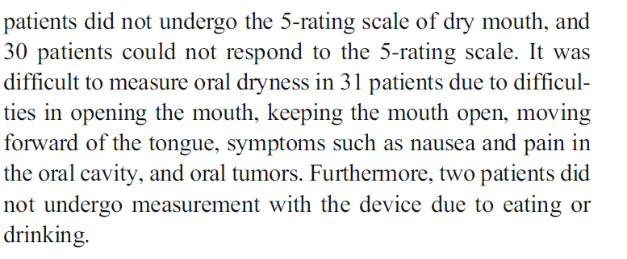 patients did not undergo the 5-rating scale of dry mouth, and
30 patients could not respond to the 5-rating scale. It was
difficult to measure oral dryness in 31 patients due to difficul-
ties in opening the mouth, keeping the mouth open, moving
forward of the tongue, symptoms such as nausea and pain in
the oral cavity, and oral tumors. Furthermore, two patients did
not undergo measurement with the device due to eating or
drinking.